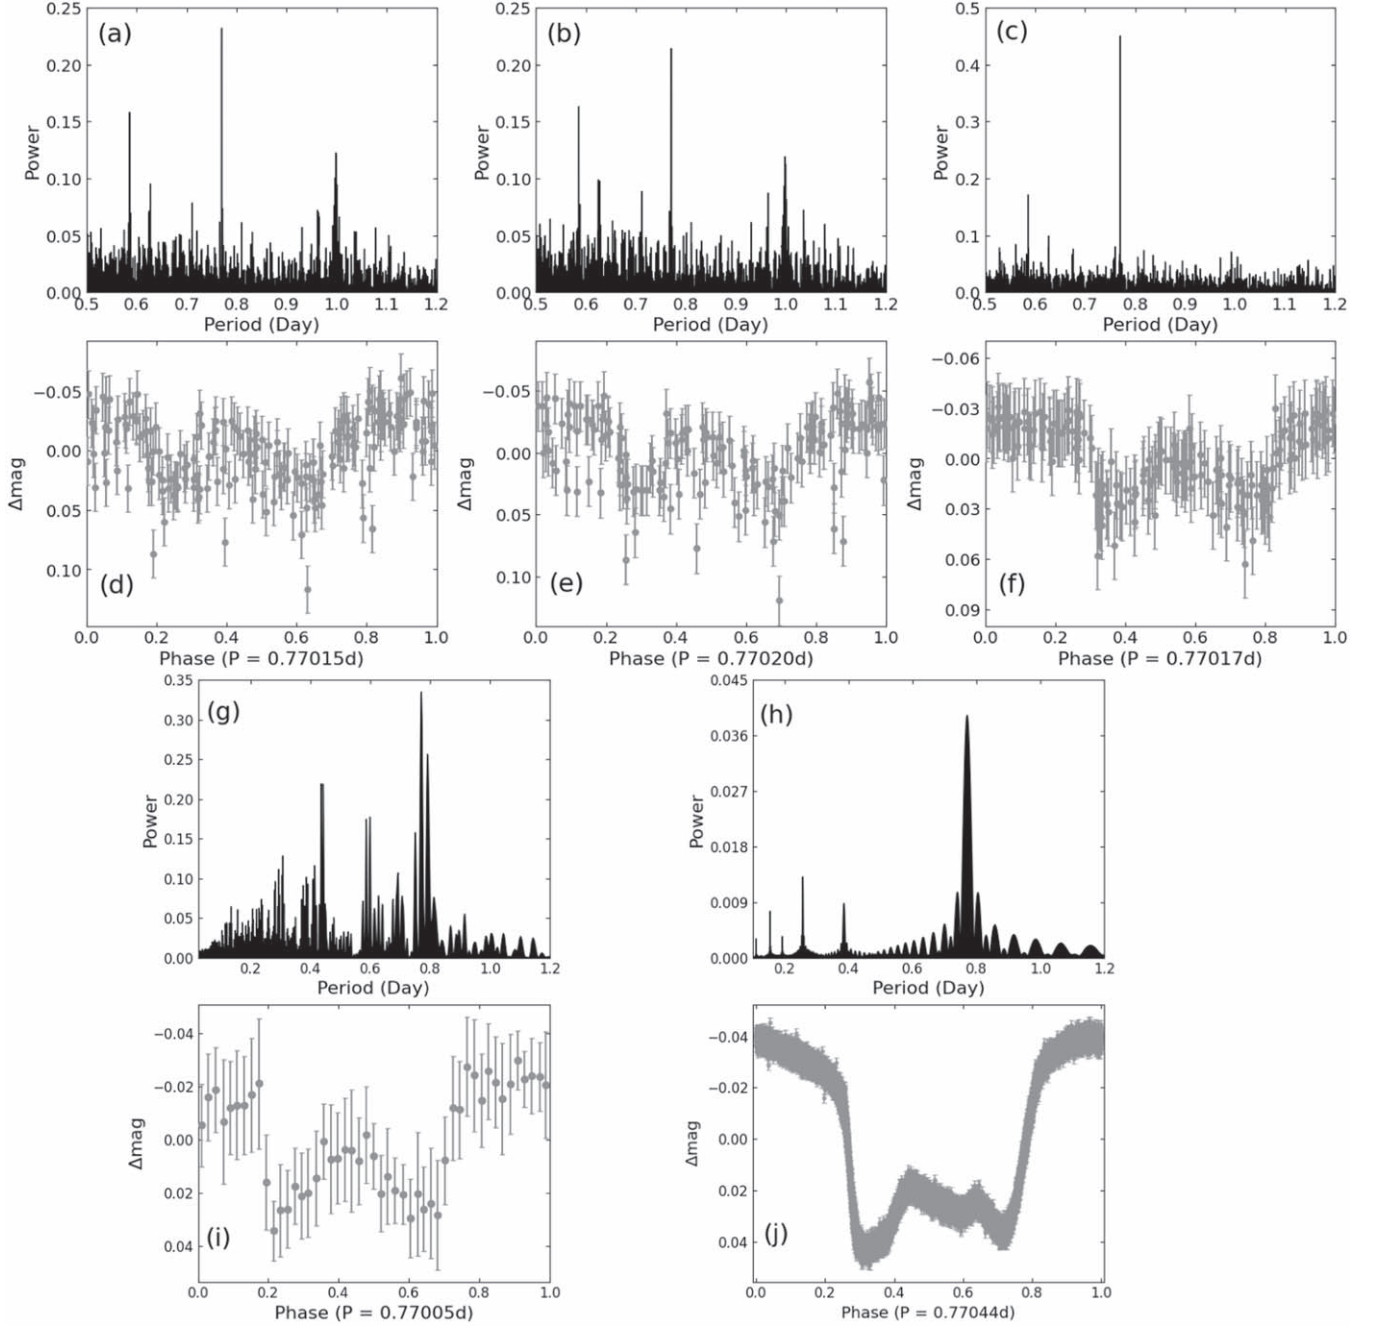 (a)
0.25
0.20
0.15
0.10
0.05
0.00
Power
0.5 0.6 0.7 0.8 0.9 1.0 1.1 1.2
Period (Day)
(b)
0.25
0.20
0.15
0.10
0.05
0.00
Power
0.5 0.6 0.7 0.8 0.9 1.0 1.1 1.2
Period (Day)
(c)
0.5
0.4
0.3
0.2
0.1
0.0
Power
0.5 0.6 0.7 0.8 0.9 1.0 1.1 1.2
Period (Day)
−0.05
0.00
0.05
0.10
Δmag
(d)
0.0 0.2 0.4 0.6 0.8 1.0
Phase (P = 0.77015d)
−0.05
0.00
0.05
0.10
Δmag
(e)
0.0 0.2 0.4 0.6 0.8 1.0
Phase (P = 0.77020d)
−0.06
−0.03
0.00
0.03
0.06
0.09
Δmag
(f)
0.0 0.2 0.4 0.6 0.8 1.0
Phase (P = 0.77017d)
(g)
0.35
0.30
0.25
0.20
0.15
0.10
0.05
0.00
Power
0.2 0.4 0.6 0.8 1.0 1.2
Period (Day)
(h)
0.045
0.036
0.027
0.018
0.009
0.000
Power
0.2 0.4 0.6 0.8 1.0 1.2
Period (Day)
−0.04
−0.02
0.00
0.02
0.04
Δmag
(i)
0.0 0.2 0.4 0.6 0.8 1.0
Phase (P = 0.77005d)
−0.04
−0.02
0.00
0.02
0.04
Δmag
(j)
0.0 0.2 0.4 0.6 0.8 1.0
Phase (P = 0.77044d)